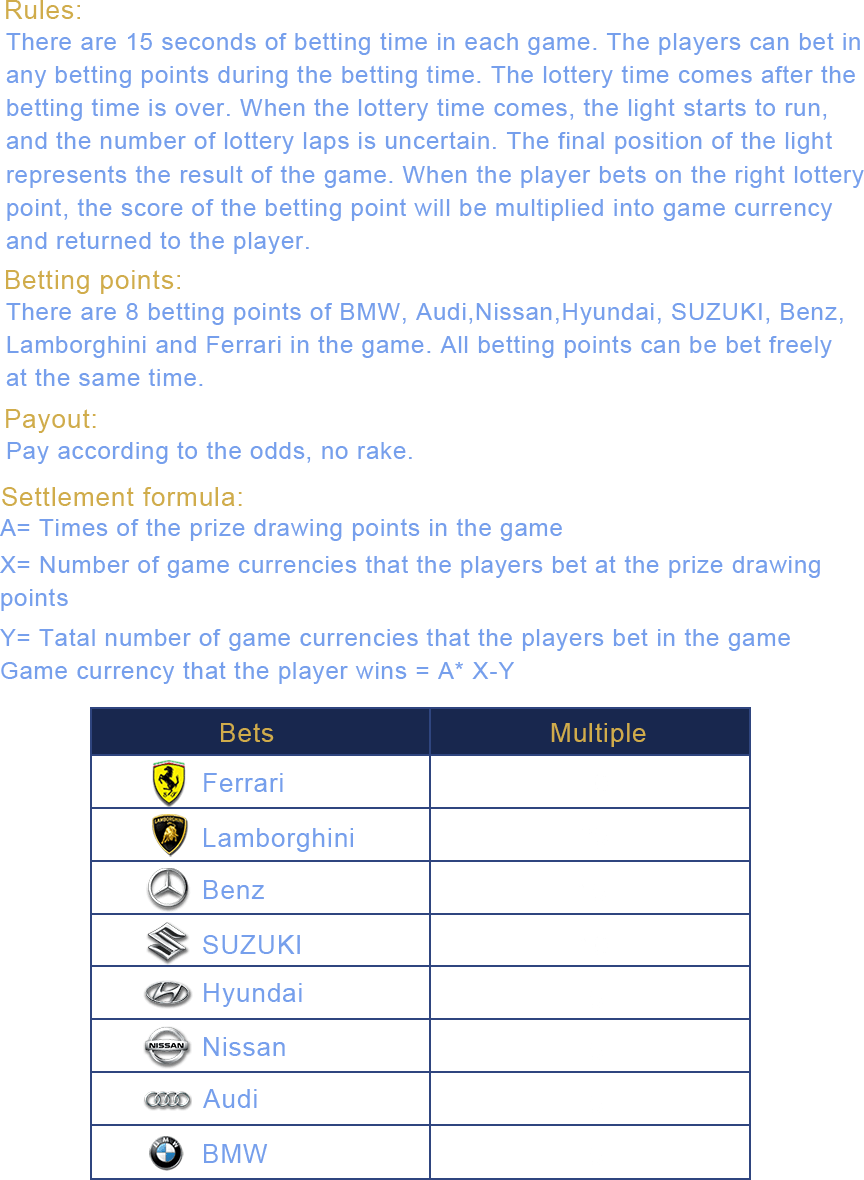 Rules:
There are 15 seconds of betting time in each game. The players can bet in
any betting points during the betting time. The lottery time comes after the
betting time is over. When the lottery time comes, the light starts to run,
and the number of lottery laps is uncertain. The final position of the light
represents the result of the game. When the player bets on the right lottery
point, the score of the betting point will be multiplied into game currency
and returned to the player.
Betting points:
There are 8 betting points of BMW, Audi,Nissan,Hyundai, SUZUKI, Benz,
Lamborghini and Ferrari in the game. All betting points can be bet freely
at the same time.
Payout:
Pay according to the odds, no rake.
Settlement formula:
A= Times of the prize drawing points in the game
X= Number of game currencies that the players bet at the prize drawing
points
Y= Tatal number of game currencies that the players bet in the game
Game currency that the player wins = A* X-Y
Bets Multiple
Ferrari
LAMBORGHINI
Lamborghini
Benz
SUZUKI
Hyundai
NISSAN Nissan
Audi
BMW BMW